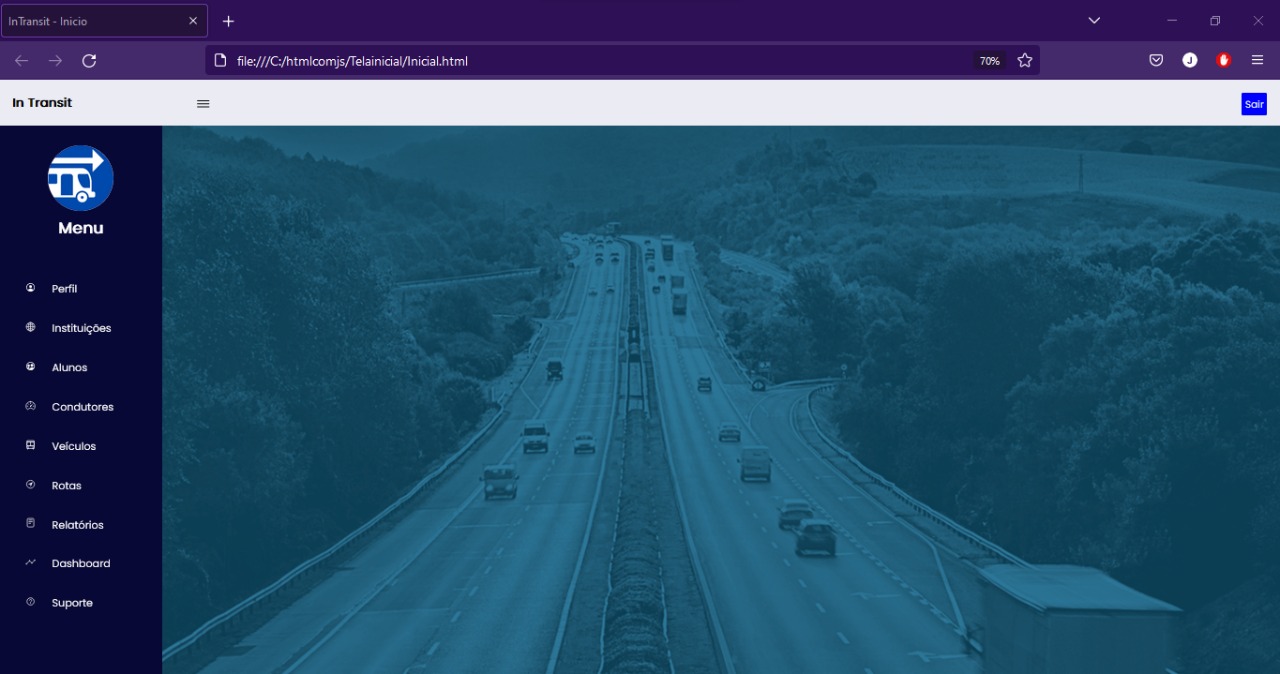 InTransit - Inicio
file:///C:/htmlcomjs/Telainicial/Inicial.html
70%
J
In Transit
Sair
Menu
Perfil
Instituições
Alunos
Condutores
Veículos
Rotas
Relatórios
Dashboard
Suporte